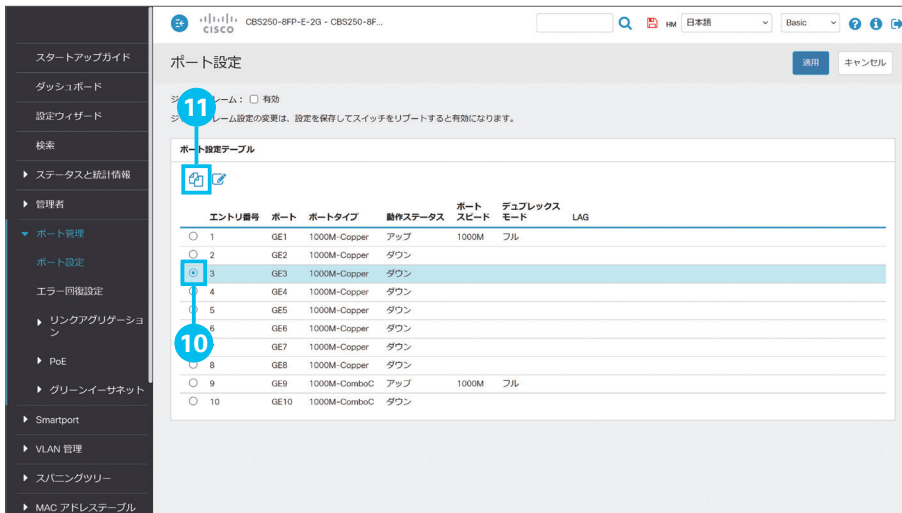 CISCO
CBS250-8FP-E-2G - CBS250-8F...
HM
日本語
Basic
スタートアップガイド
ダッシュボード
設定ウィザード
検索
ステータスと統計情報
管理者
ポート管理
ポート設定
エラー回復設定
リンクアグリゲーショ
ン
PoE
グリーンイーサネット
Smartport
VLAN 管理
スパニングツリー
MAC アドレステーブル
ポート設定
適用
キャンセル
レーム： 有効
レーム設定の変更は、設定を保存してスイッチをリブートすると有効になります。
11
ポート設定テーブル
エントリ番号 ポート ポートタイプ 動作ステータス ポートスピード デュプレックスモード LAG
1 GE1 1000M-Copper アップ 1000M フル
2 GE2 1000M-Copper ダウン
3 GE3 1000M-Copper ダウン
4 GE4 1000M-Copper ダウン
5 GE5 1000M-Copper ダウン
6 GE6 1000M-Copper ダウン
GE7 1000M-Copper ダウン
8 GE8 1000M-Copper ダウン
9 GE9 1000M-ComboC アップ 1000M フル
10 GE10 1000M-ComboC ダウン
10